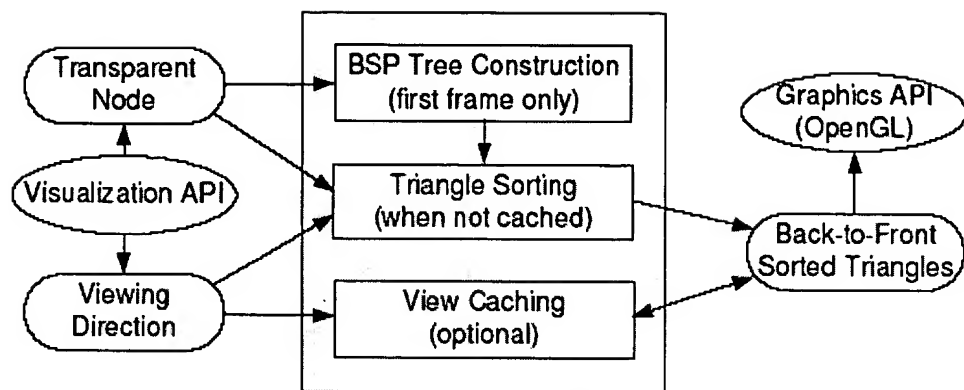 Transparent
Node
Visualization API
Viewing
Direction
BSP Tree Construction
(first frame only)
Triangle Sorting
(when not cached)
View Caching
(optional)
Graphics API
(OpenGL)
Back-to-Front
Sorted Triangles